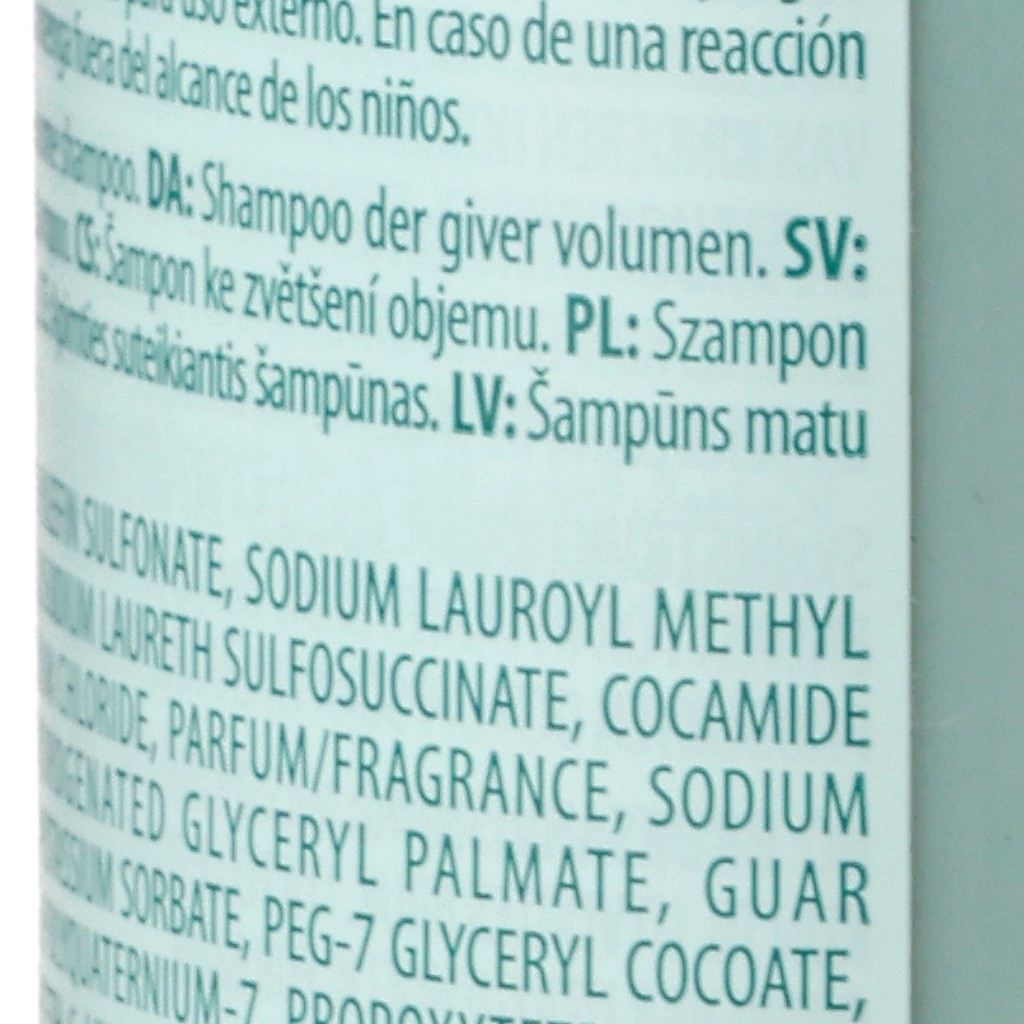 uso externo. En caso de una reacción
fuera del alcance de los niños.
shampoo. DA: Shampoo der giver volumen. SV:
CS: Šampon ke zvětšení objemu. PL: Szampon
suteikiantis šampūnas. LV: Šampūns matu
SULFONATE, SODIUM LAUROYL METHYL
LAURETH SULFOSUCCINATE, COCAMIDE
CHLORIDE, PARFUM/FRAGRANCE, SODIUM
GLYCERYL PALMATE, GUAR
SORBATE, PEG-7 GLYCERYL COCOATE,